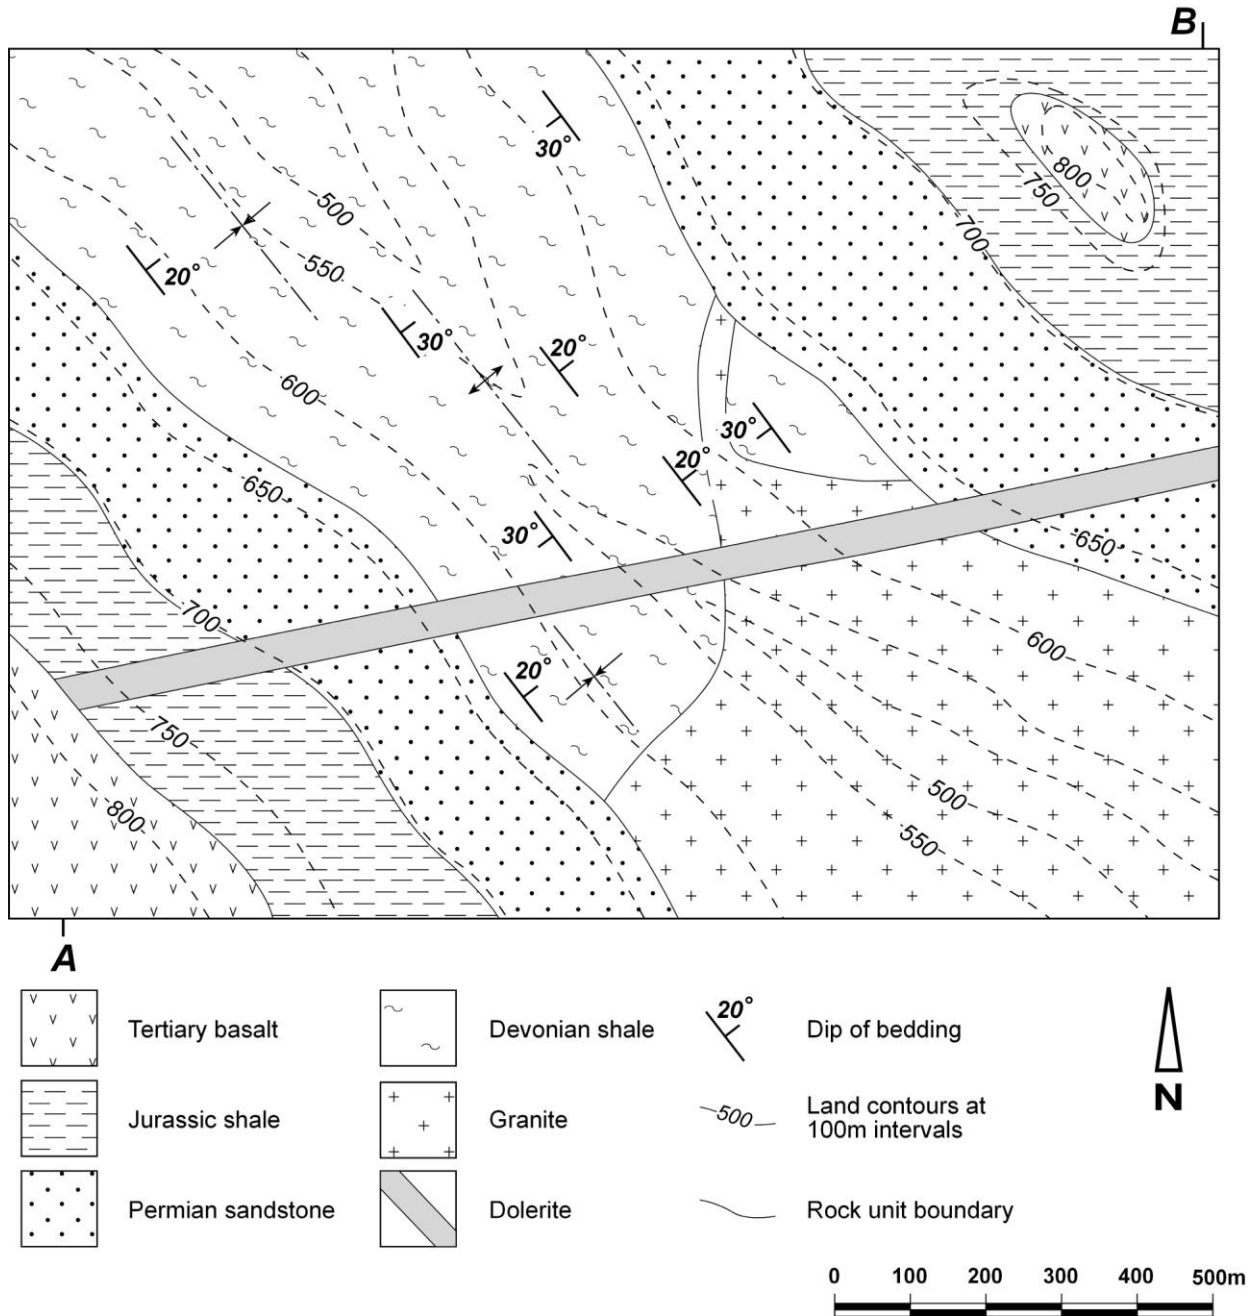 B
30°
500
800
750
700
20°
550
30°
20°
600
30°
20°
650
30°
650
700
600
20°
750
500
800
550
A
Tertiary basalt
Devonian shale
20°
Dip of bedding
Jurassic shale
Granite
500
Land contours at
100m intervals
N
Permian sandstone
Dolerite
Rock unit boundary
0 100 200 300 400 500m